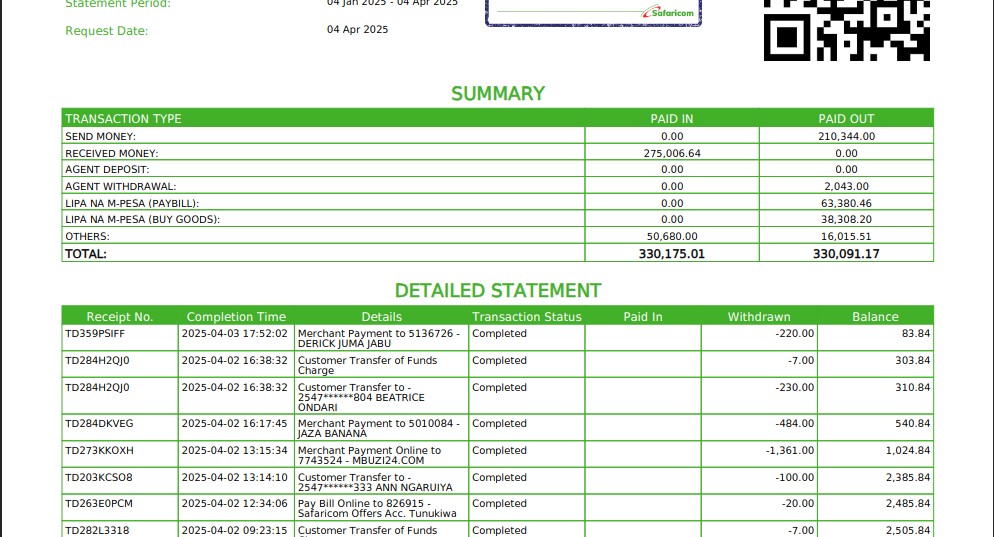 Statement Period: 04 Jan 2025 - 04 Apr 2025
Safaricom
Request Date: 04 Apr 2025
SUMMARY
TRANSACTION TYPE PAID IN PAID OUT
SEND MONEY: 0.00 210,344.00
RECEIVED MONEY: 275,006.64 0.00
AGENT DEPOSIT: 0.00 0.00
AGENT WITHDRAWAL: 0.00 2,043.00
LIPA NA M-PESA (PAYBILL): 0.00 63,380.46
LIPA NA M-PESA (BUY GOODS): 0.00 38,308.20
OTHERS: 50,680.00 16,015.51
TOTAL: 330,175.01 330,091.17
DETAILED STATEMENT
Receipt No. Completion Time Details Transaction Status Paid In Withdrawn Balance
TD359PSIFF 2025-04-03 17:52:02 Merchant Payment to 5136726 - Completed -220.00 83.84
DERICK JUMA JABU
TD284H2QJ0 2025-04-02 16:38:32 Customer Transfer of Funds Completed -7.00 303.84
Charge
TD284H2QJ0 2025-04-02 16:38:32 Customer Transfer to - Completed -230.00 310.84
2547******804 BEATRICE
ONDARI
TD284DKVEG 2025-04-02 16:17:45 Merchant Payment to 5010084 - Completed -484.00 540.84
JAZA BANANA
TD273KKOXH 2025-04-02 13:15:34 Merchant Payment Online to Completed -1,361.00 1,024.84
7743524 - MBUZI24.COM
TD203KCSO8 2025-04-02 13:14:10 Customer Transfer to - Completed -100.00 2,385.84
2547******333 ANN NGARUIYA
TD263E0PCM 2025-04-02 12:34:06 Pay Bill Online to 826915 - Completed -20.00 2,485.84
Safaricom Offers Acc. Tunukiwa
TD282L3318 2025-04-02 09:23:15 Customer Transfer of Funds Completed -7.00 2,505.84